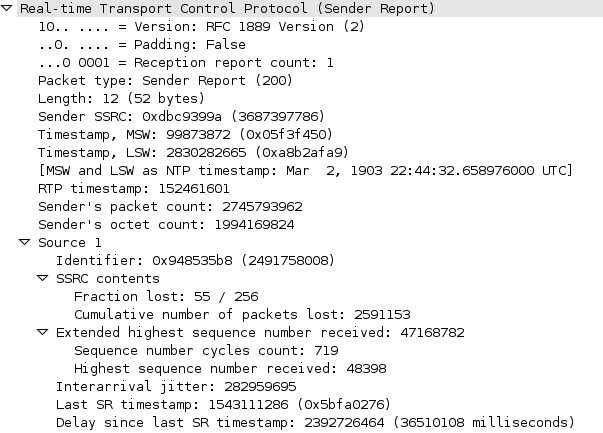 Real-time Transport Control Protocol (Sender Report)
10.. .... = Version: RFC 1889 Version (2)
..0. .... = Padding: False
...0 0001 = Reception report count: 1
Packet type: Sender Report (200)
Length: 12 (52 bytes)
Sender SSRC: 0xdbc9399a (3687397786)
Timestamp, MSW: 99873872 (0x05f3f450)
Timestamp, LSW: 2830282665 (0xa8b2afa9)
[MSW and LSW as NTP timestamp: Mar  2, 1903 22:44:32.658976000 UTC]
RTP timestamp: 152461601
Sender's packet count: 2745793962
Sender's octet count: 1994169824
Source 1
Identifier: 0x948535b8 (2491758008)
SSRC contents
Fraction lost: 55 / 256
Cumulative number of packets lost: 2591153
Extended highest sequence number received: 47168782
Sequence number cycles count: 719
Highest sequence number received: 48398
Interarrival jitter: 282959695
Last SR timestamp: 1543111286 (0x5bfa0276)
Delay since last SR timestamp: 2392726464 (36510108 milliseconds)